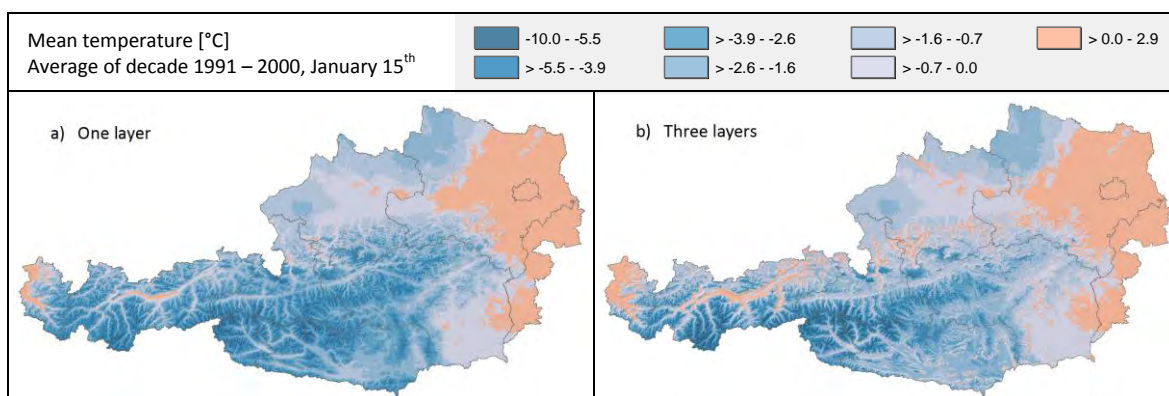 Mean temperature [°C]
Average of decade 1991 – 2000, January 15th
-10.0 - -5.5
> -5.5 - -3.9
> -3.9 - -2.6
> -2.6 - -1.6
> -1.6 - -0.7
> -0.7 - 0.0
> 0.0 - 2.9
a) One layer
b) Three layers